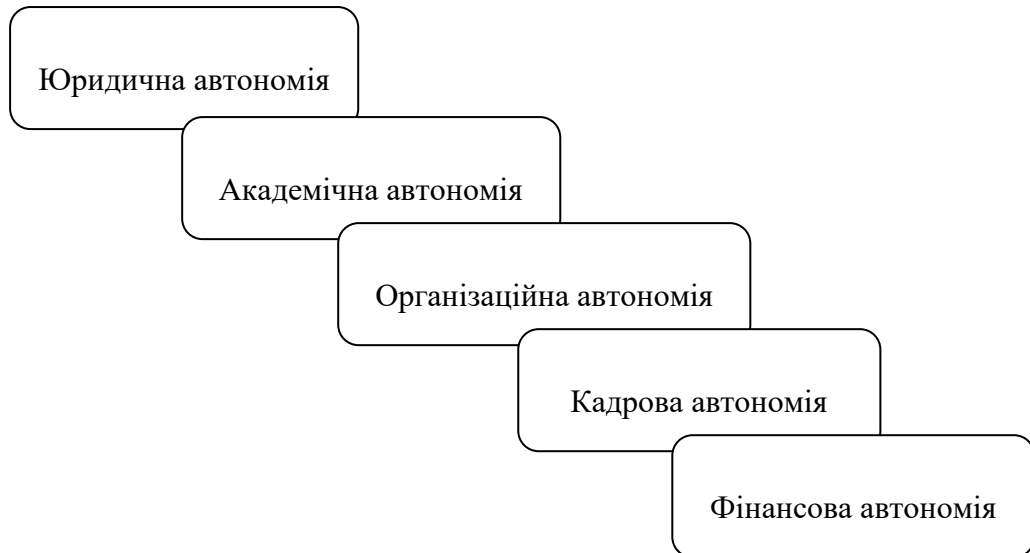 Юридична автономія
Академічна автономія
Організаційна автономія
Кадрова автономія
Фінансова автономія